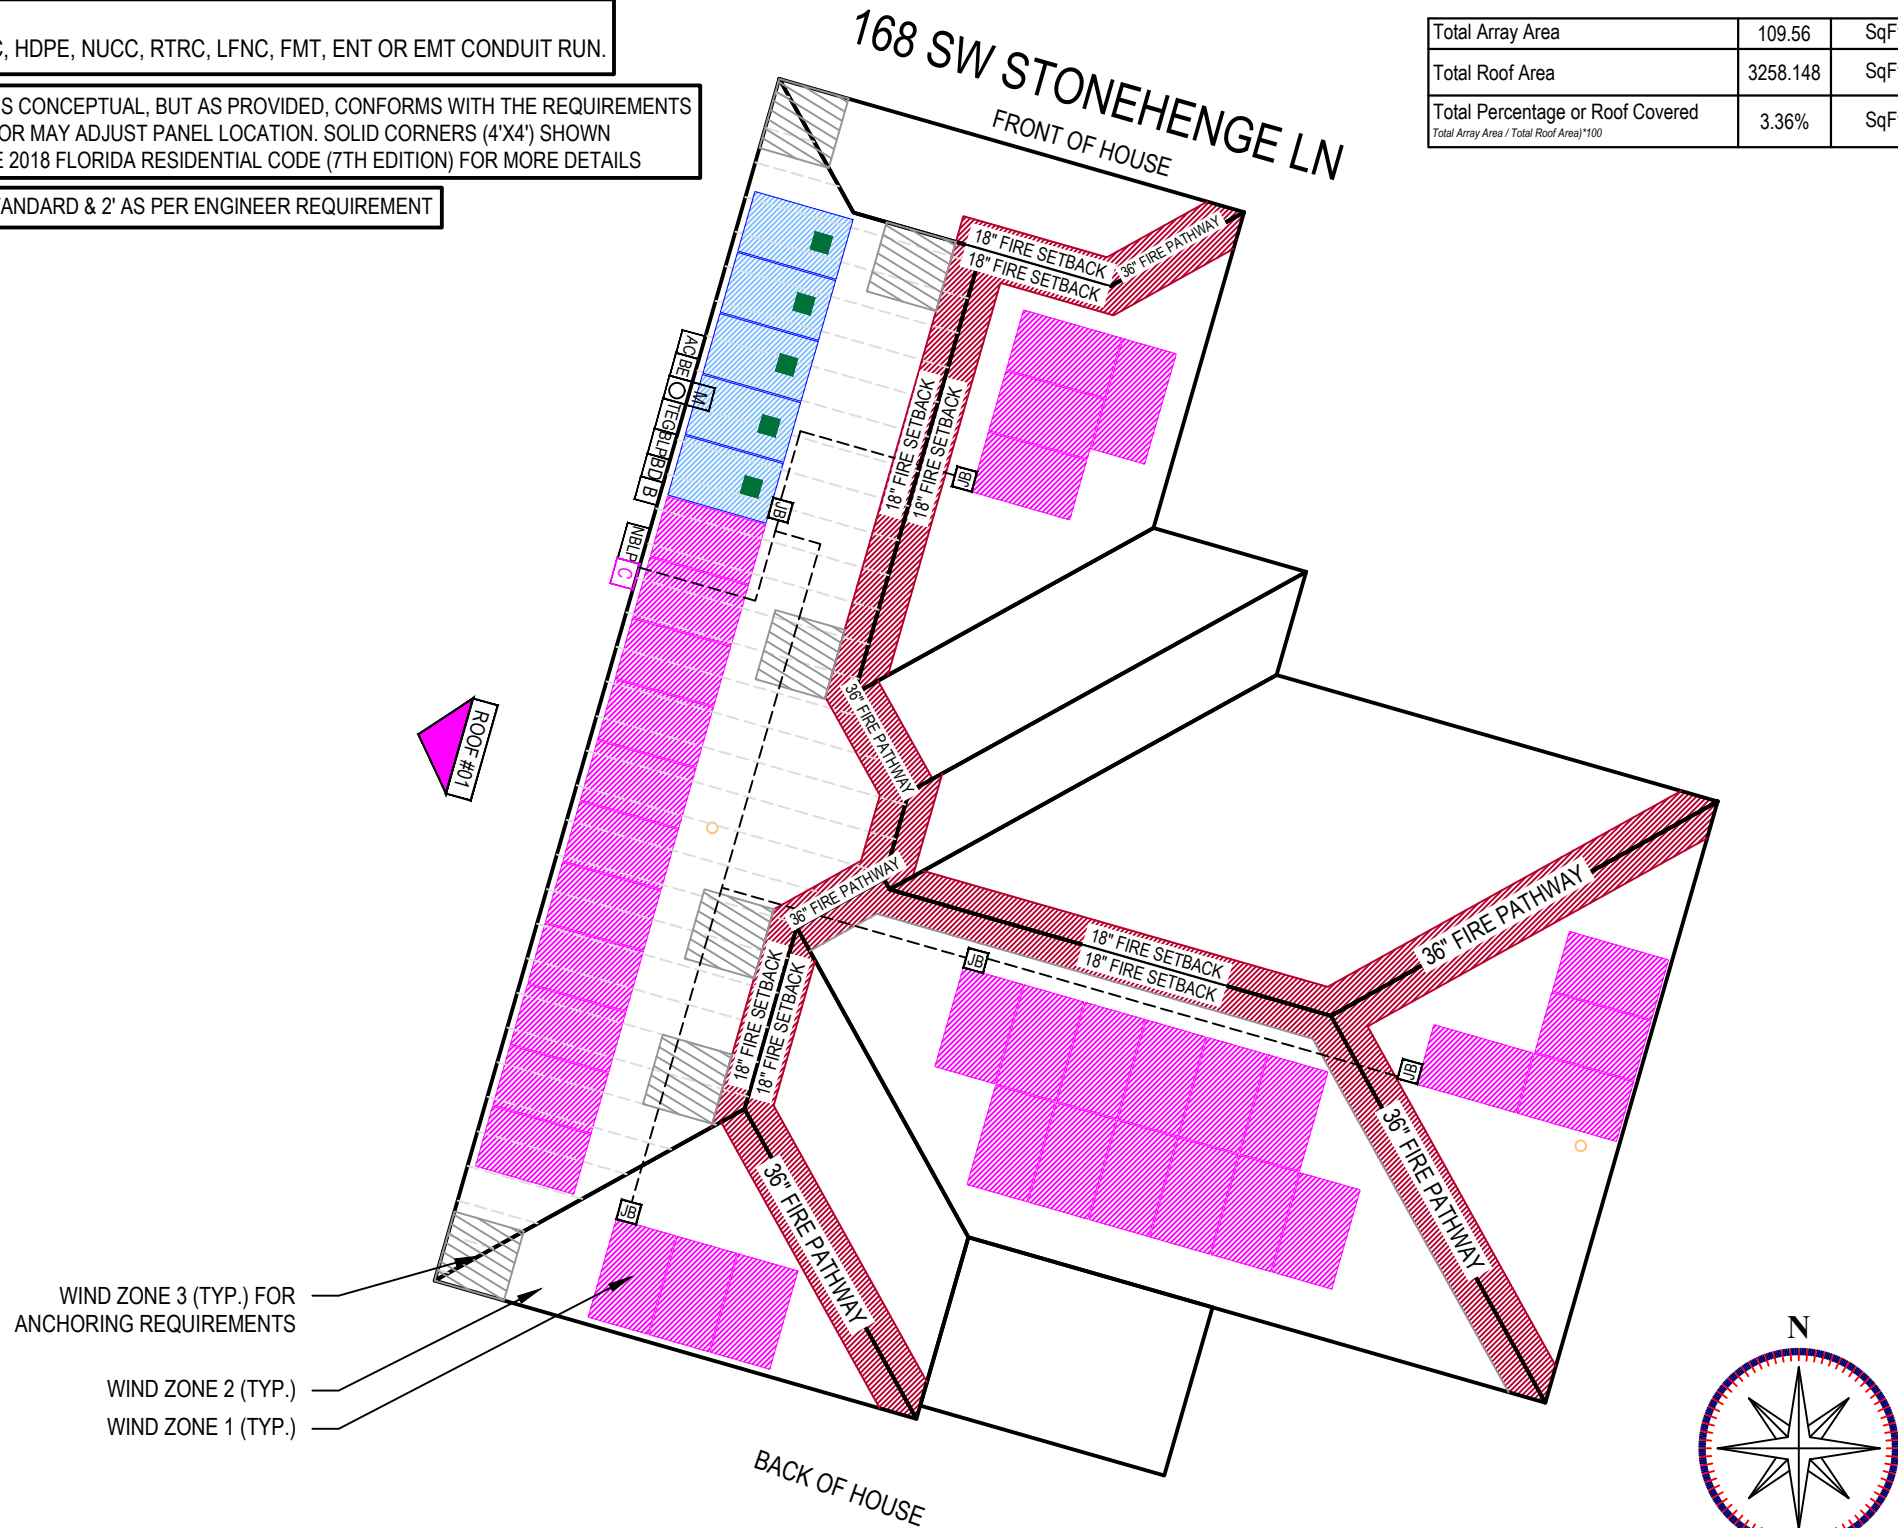 C, HDPE, NUCC, RTRC, LFNC, FMT, ENT OR EMT CONDUIT RUN.
S CONCEPTUAL, BUT AS PROVIDED, CONFORMS WITH THE REQUIREMENTS
OR MAY ADJUST PANEL LOCATION. SOLID CORNERS (4'X4') SHOWN
E 2018 FLORIDA RESIDENTIAL CODE (7TH EDITION) FOR MORE DETAILS
TANDARD & 2' AS PER ENGINEER REQUIREMENT
168 SW STONEHENGE LN
FRONT OF HOUSE
Total Array Area 109.56 SqF
Total Roof Area 3258.148 SqF
Total Percentage or Roof Covered 3.36% SqF
Total Array Area / Total Roof Area)*100
18" FIRE SETBACK
18" FIRE SETBACK
36" FIRE PATHWAY
18" FIRE SETBACK
18" FIRE SETBACK
AC
BE
M
TEG
BLP
BD
B
NBLP
C
JB
JB
36" FIRE PATHWAY
ROOF #01
36" FIRE PATHWAY
18" FIRE SETBACK
18" FIRE SETBACK
18" FIRE SETBACK
18" FIRE SETBACK
36" FIRE PATHWAY
JB
JB
36" FIRE PATHWAY
36" FIRE PATHWAY
JB
WIND ZONE 3 (TYP.) FOR
ANCHORING REQUIREMENTS
WIND ZONE 2 (TYP.)
WIND ZONE 1 (TYP.)
BACK OF HOUSE
N